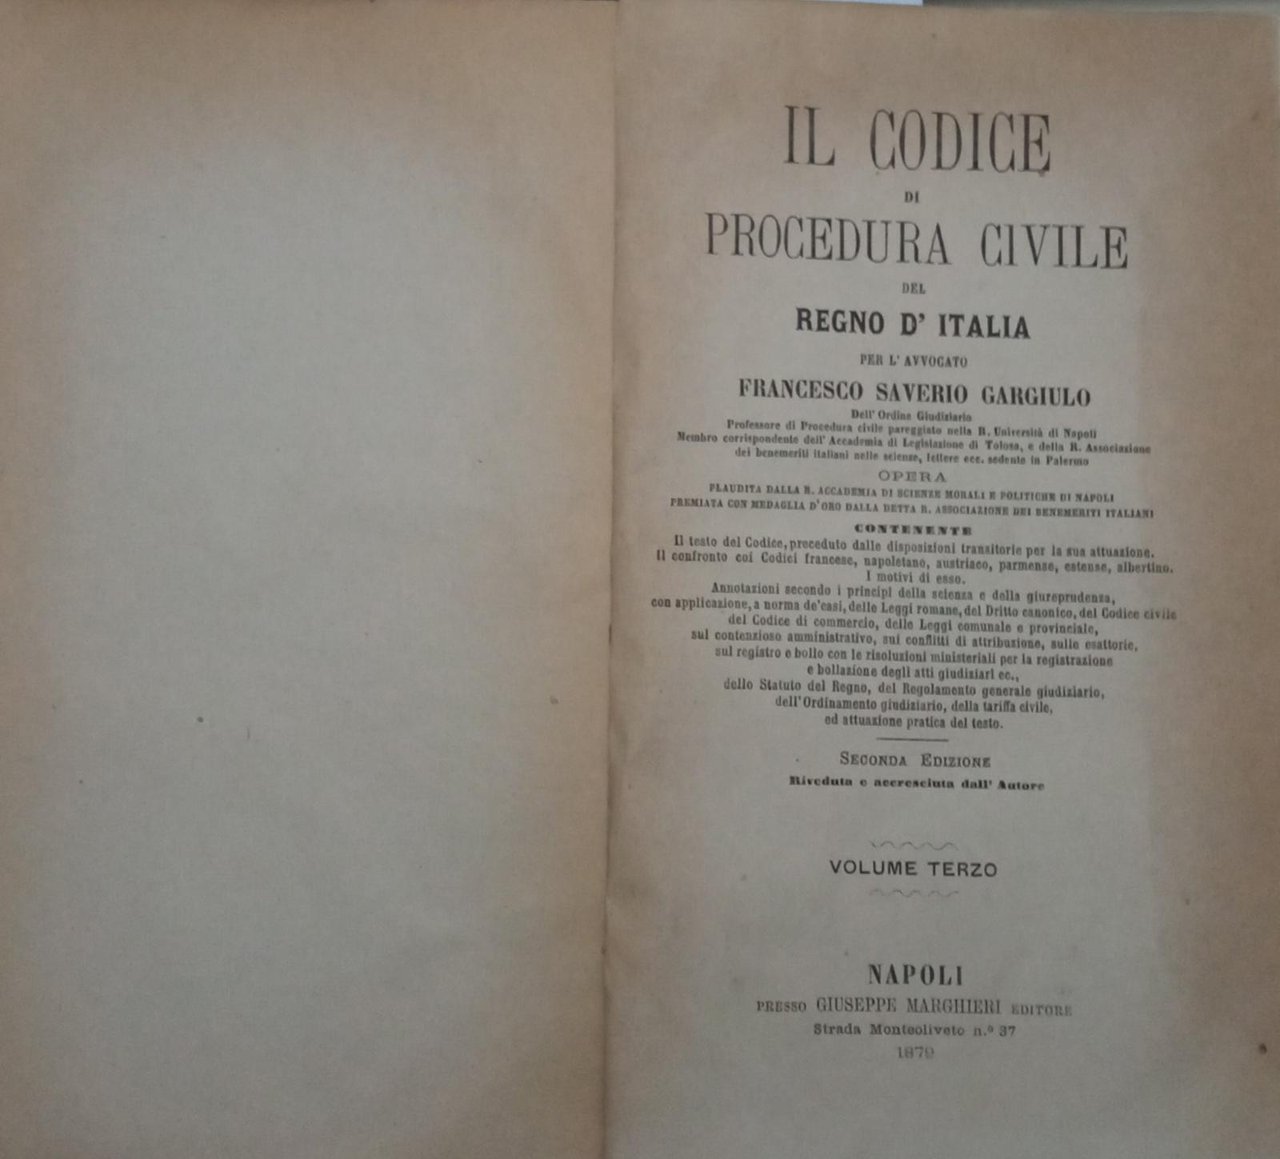 IL CODICE
DI
PROCEDURA CIVILE
DEL
REGNO D' ITALIA
PER L' AVVOCATO
FRANCESCO SAVERIO GARGIULO
Dell' Ordine Giudiziario
Professore di Procedura civile pareggiato nella R. Università di Napoli
Membro corrispondente dell' Accademia di Legislazione di Tolosa, e della R. Associazione
dei benemeriti italiani nelle scienze, lettere ecc. sedente in Palermo
OPERA
PLAUDITA DALLA R. ACCADEMIA DI SCIENZE MORALI E POLITICHE DI NAPOLI
PREMIATA CON MEDAGLIA D'ORO DALLA DETTA R. ASSOCIAZIONE DEI BENEMERITI ITALIANI
CONTENENTE
Il testo del Codice, preceduto dalle disposizioni transitorie per la sua attuazione.
Il confronto coi Codici francese, napoletano, austriaco, parmense, estense, albertino.
I motivi di esso.
Annotazioni secondo i principî della scienza e della giureprudenza,
con applicazione, a norma de'casi, delle Leggi romane, del Dritto canonico, del Codice civile
del Codice di commercio, delle Leggi comunale e provinciale,
sul contenzioso amministrativo, sui conflitti di attribuzione, sulle esattorie,
sul registro e bollo con le risoluzioni ministeriali per la registrazione
e bollazione degli atti giudiziarî ec.,
dello Statuto del Regno, del Regolamento generale giudiziario,
dell'Ordinamento giudiziario, della tariffa civile,
ed attuazione pratica del testo.
SECONDA EDIZIONE
Riveduta e accresciuta dall' Autore
VOLUME TERZO
NAPOLI
PRESSO GIUSEPPE MARGHIERI EDITORE
Strada Monteoliveto n.º 37
1879